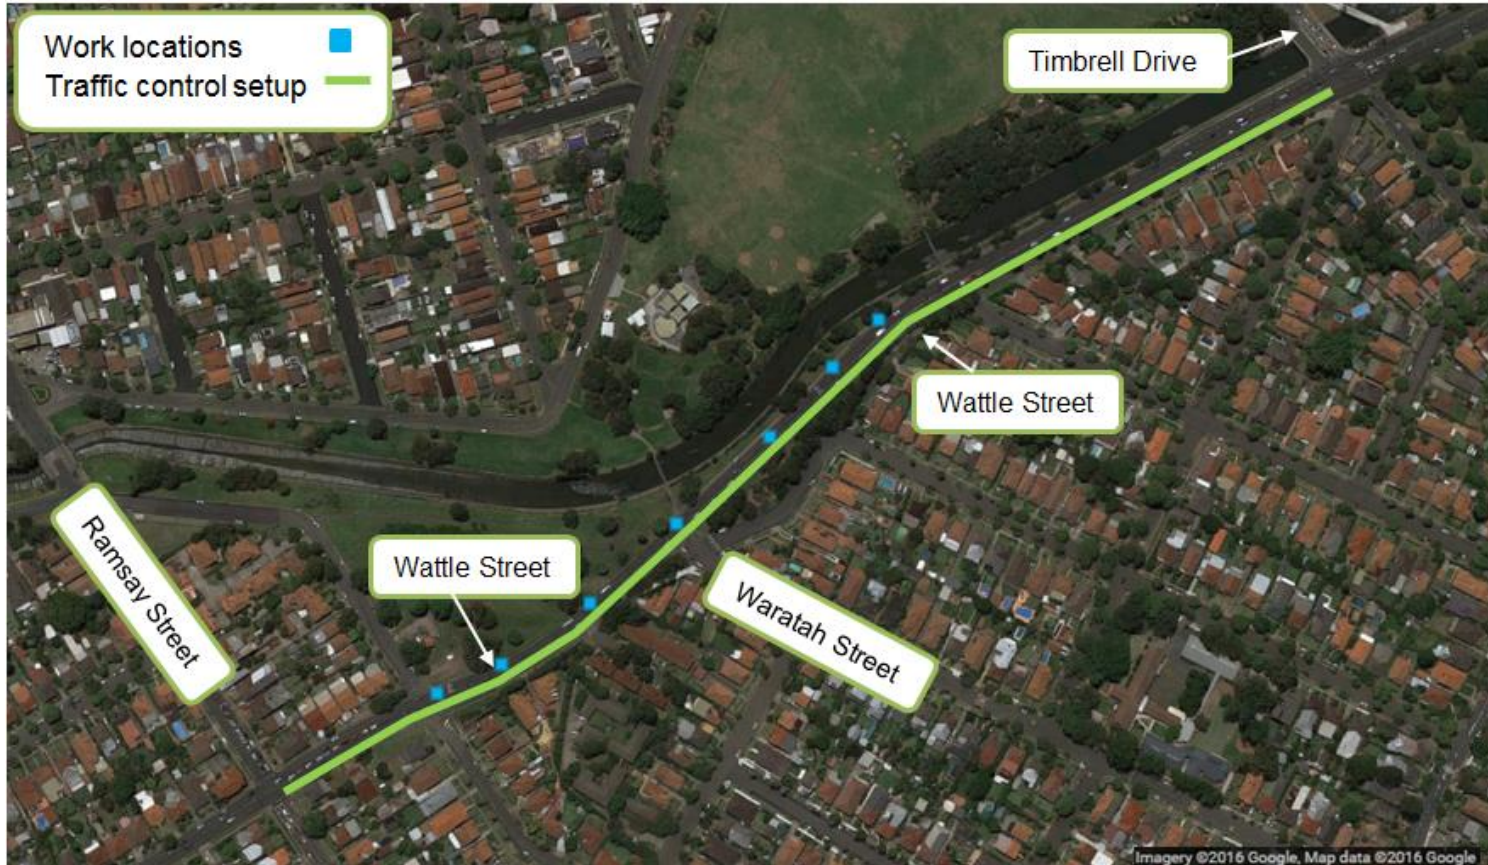 Work locations
Traffic control setup
Timbrell Drive
Wattle Street
Ramsay Street
Wattle Street
Waratah Street
Imagery ©2016 Google, Map data ©2016 Google